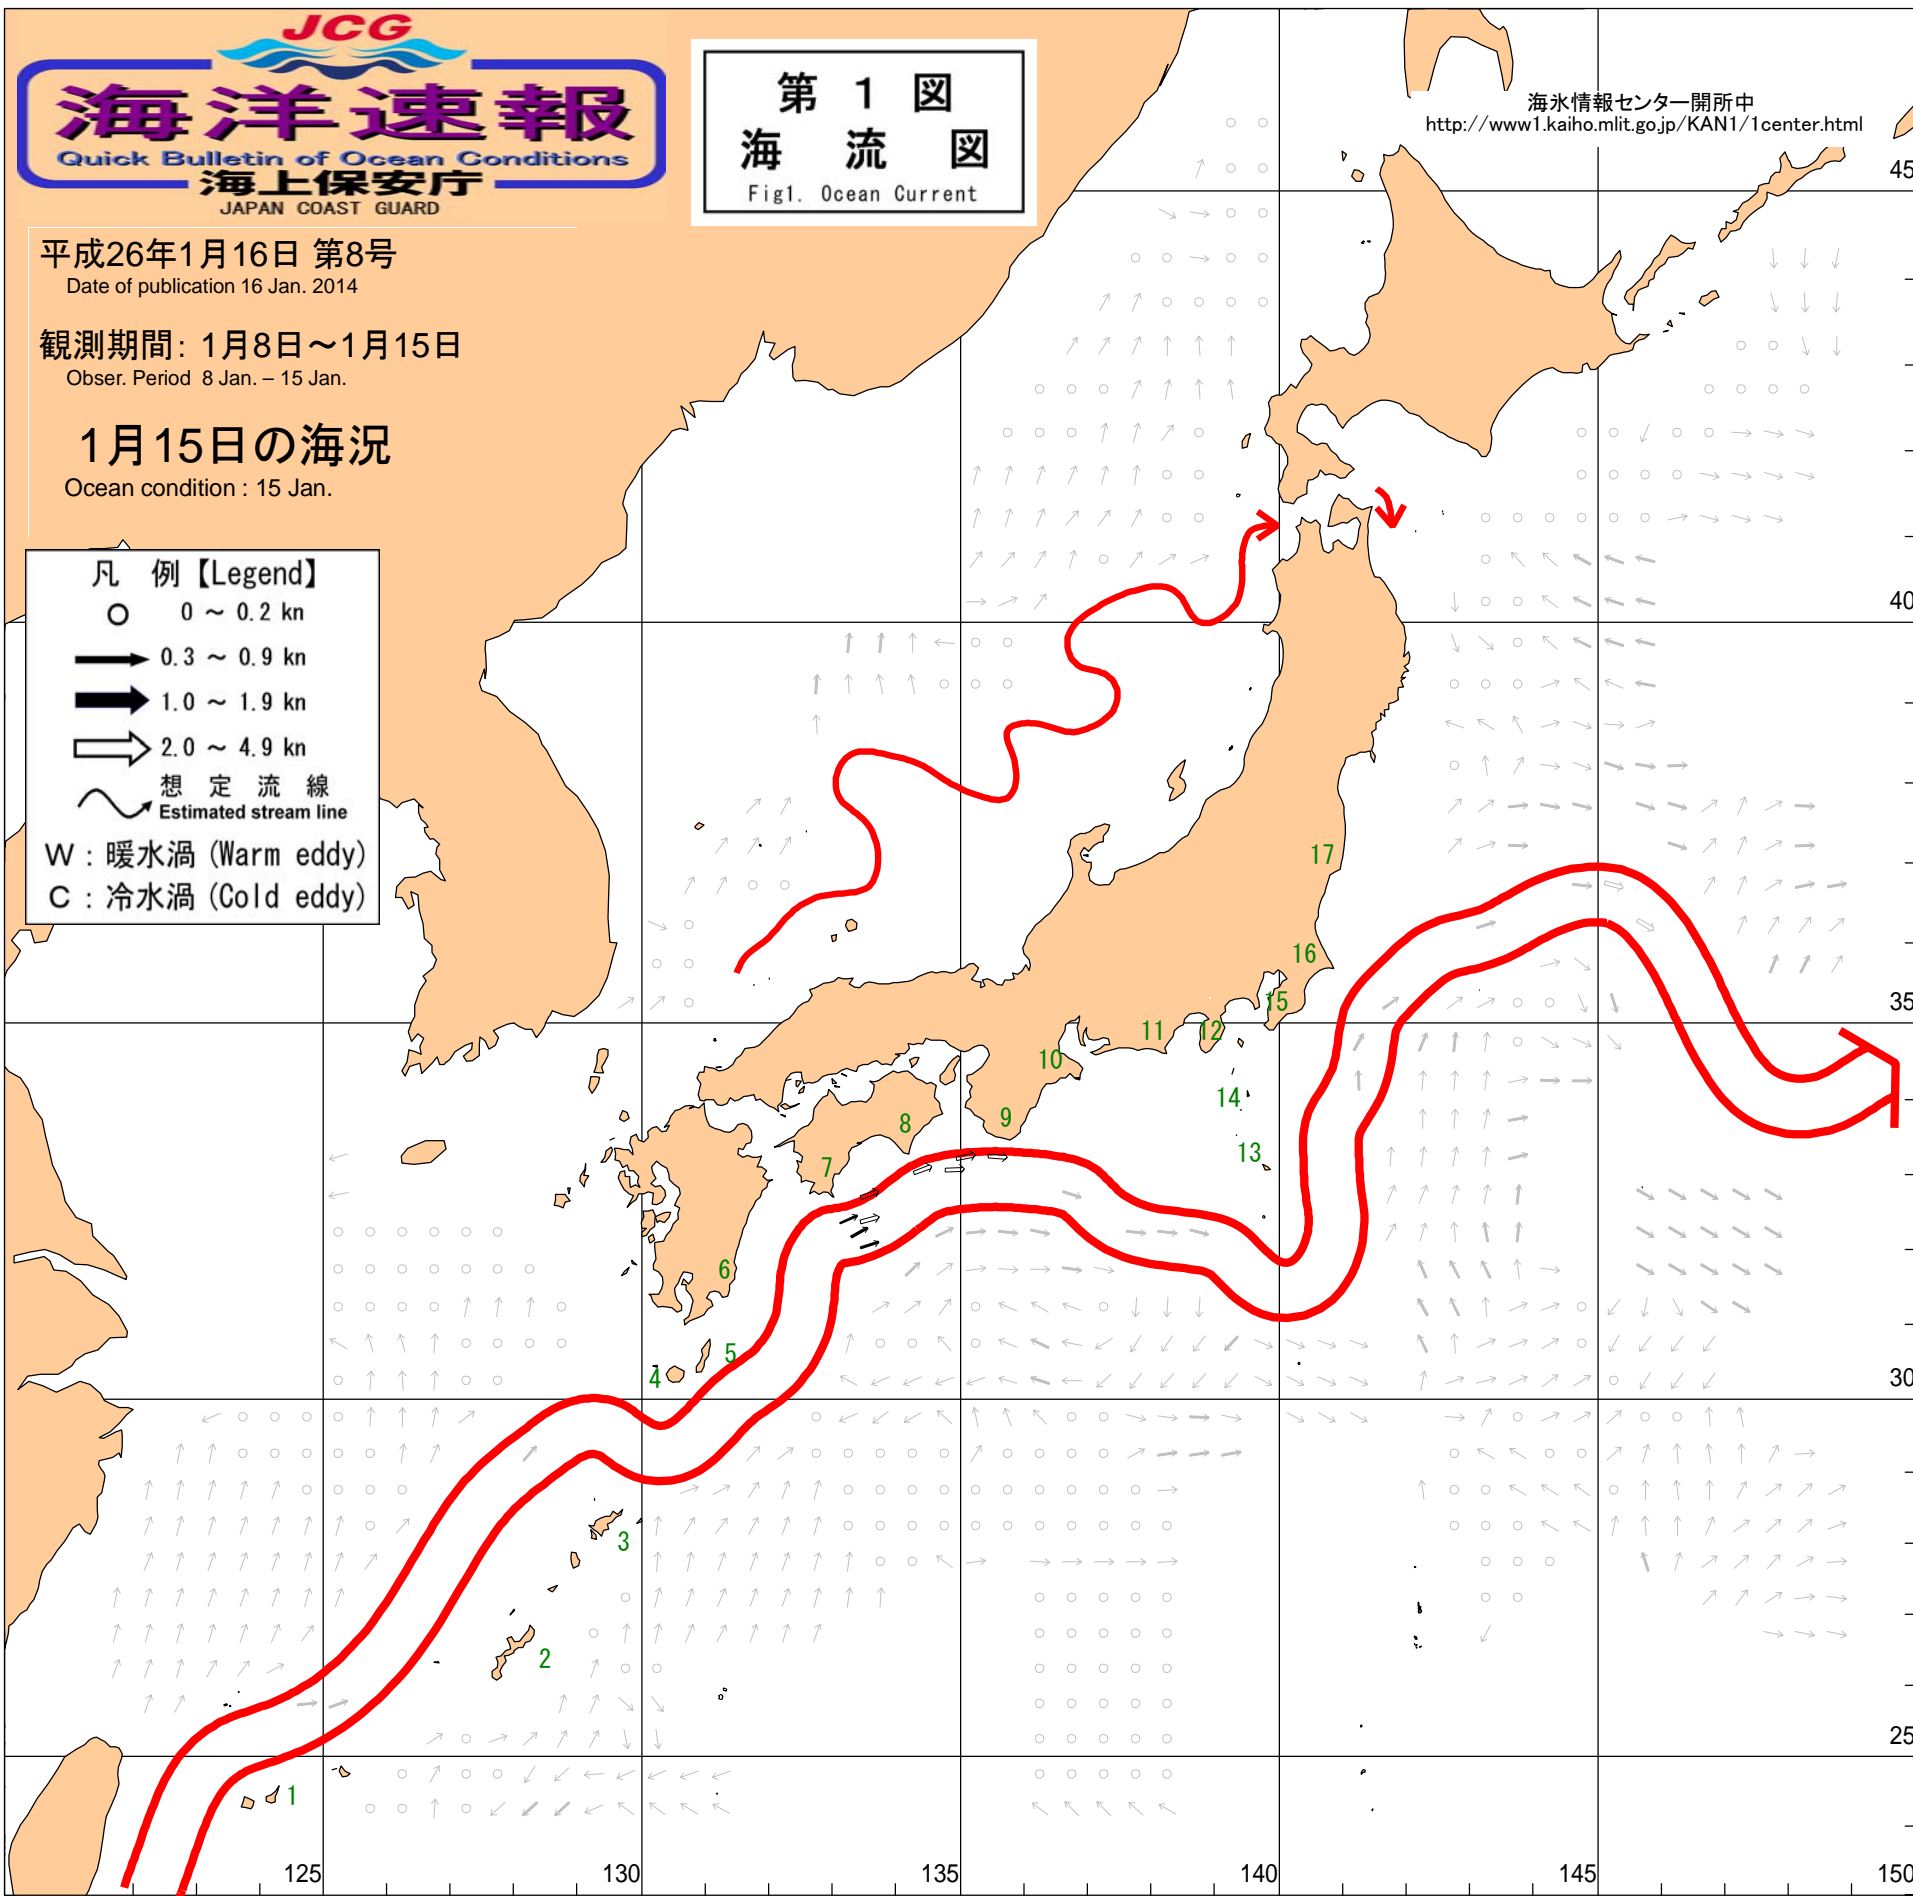 JCG
海洋速報
Quick Bulletin of Ocean Conditions
海上保安庁
JAPAN COAST GUARD
第 1 図
海 流 図
Fig1. Ocean Current
海氷情報センター開所中
http://www1.kaiho.mlit.go.jp/KAN1/1center.html
平成26年1月16日 第8号
Date of publication 16 Jan. 2014
観測期間: 1月8日～1月15日
Obser. Period 8 Jan. – 15 Jan.
1月15日の海況
Ocean condition : 15 Jan.
凡 例【Legend】
0 ～ 0.2 kn
0.3 ～ 0.9 kn
1.0 ～ 1.9 kn
2.0 ～ 4.9 kn
想 定 流 線
Estimated stream line
W : 暖水渦 (Warm eddy)
C : 冷水渦 (Cold eddy)
45
40
35
30
25
17
16
15
12
11
10
14
13
9
8
7
6
5
4
3
2
1
125
130
135
140
145
150